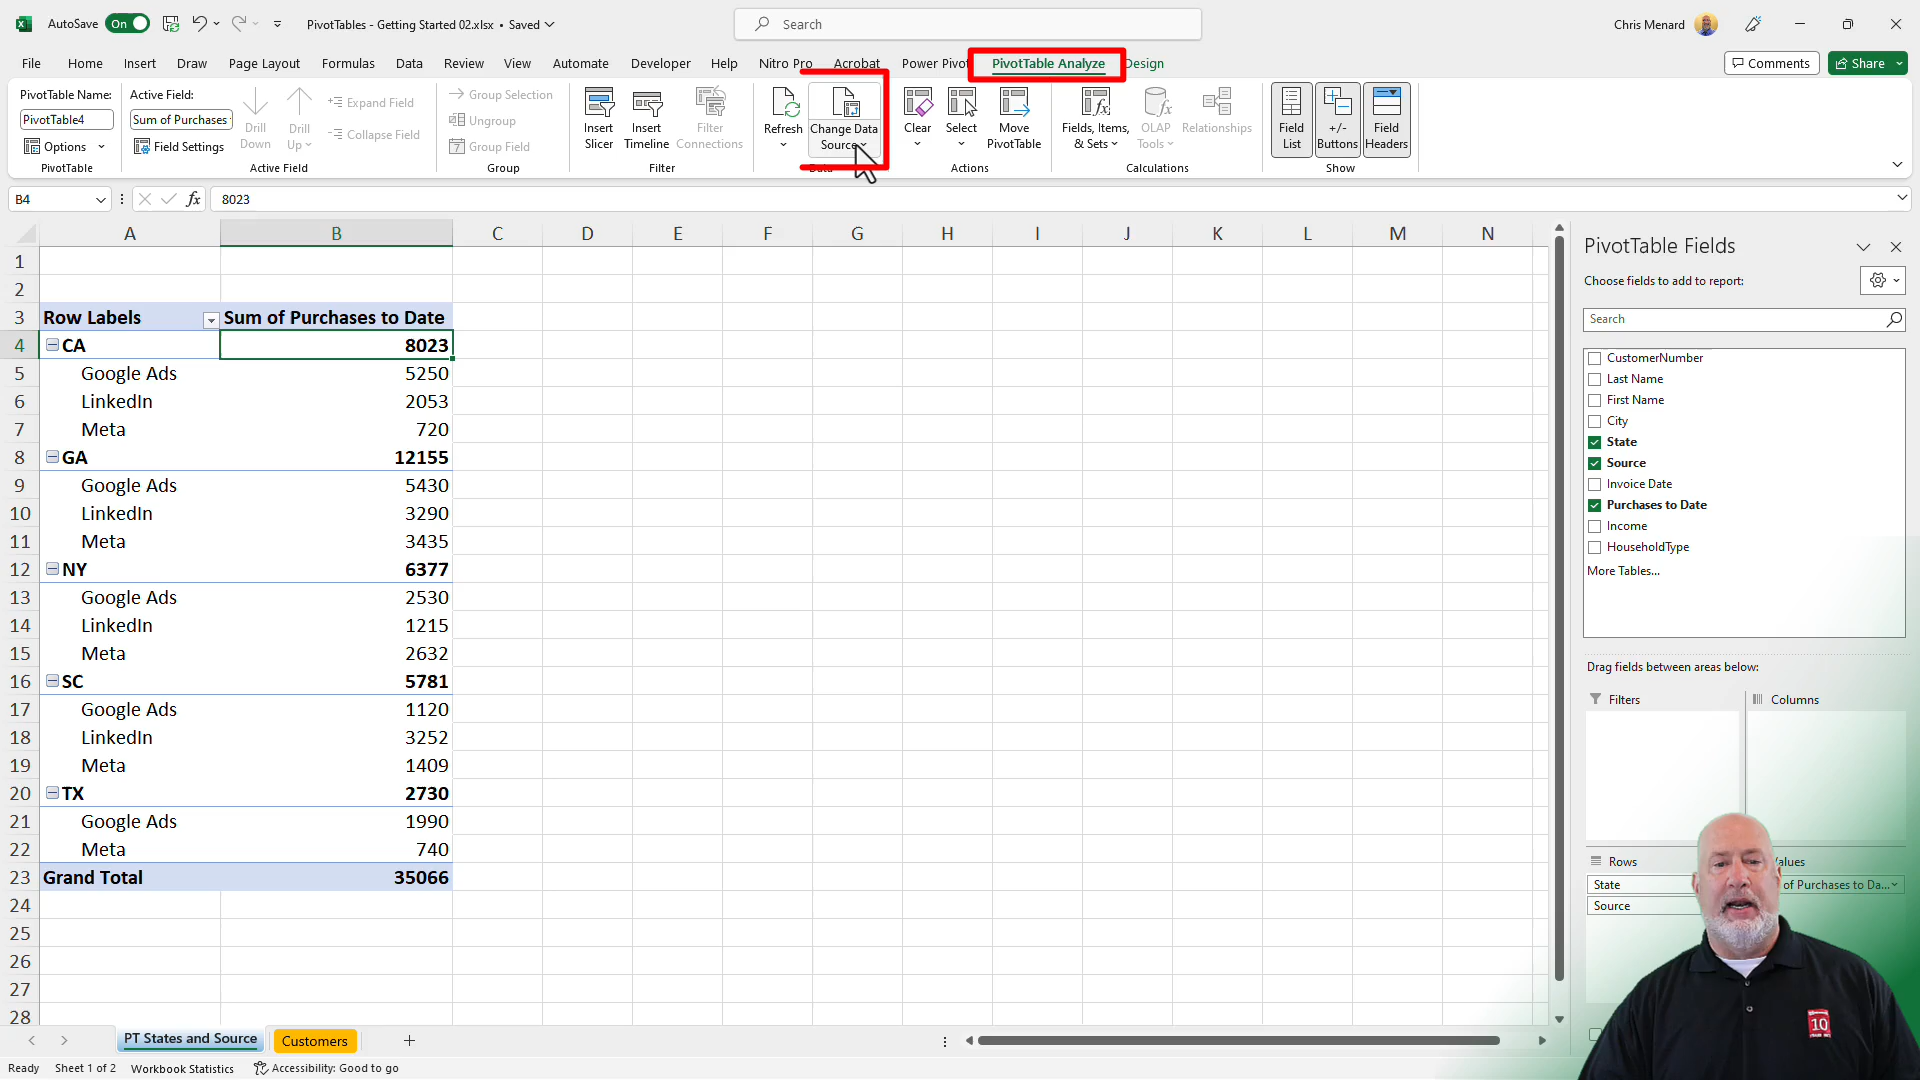 AutoSave On PivotTables - Getting Started 02.xlsx • Saved Search Chris Menard
File Home Insert Draw Page Layout Formulas Data Review View Automate Developer Help Nitro Pro Acrobat Power Pivot PivotTable Analyze Design Comments Share
PivotTable Name: Active Field: Expand Field Group Selection
PivotTable4 Sum of Purchases Drill Down Drill Up Collapse Field Ungroup Insert Slicer Insert Timeline Filter Connections Refresh Change Data Source Clear Select Move PivotTable Fields, Items, & Sets OLAP Tools Relationships Field List +/- Buttons Field Headers
Options Field Settings Group Field
PivotTable Active Field Group Filter Data Actions Calculations Show
B4 fx 8023
A B C D E F G H I J K L M N
1
2
3 Row Labels Sum of Purchases to Date
4 CA 8023
5 Google Ads 5250
6 LinkedIn 2053
7 Meta 720
8 GA 12155
9 Google Ads 5430
10 LinkedIn 3290
11 Meta 3435
12 NY 6377
13 Google Ads 2530
14 LinkedIn 1215
15 Meta 2632
16 SC 5781
17 Google Ads 1120
18 LinkedIn 3252
19 Meta 1409
20 TX 2730
21 Google Ads 1990
22 Meta 740
23 Grand Total 35066
24
25
26
27
28
PivotTable Fields
Choose fields to add to report:
Search
CustomerNumber
Last Name
First Name
City
State
Source
Invoice Date
Purchases to Date
Income
HouseholdType
More Tables...
Drag fields between areas below:
Filters Columns
Rows
State of Purchases to Da...
Source
10
PT States and Source Customers
Ready Sheet 1 of 2 Workbook Statistics Accessibility: Good to go